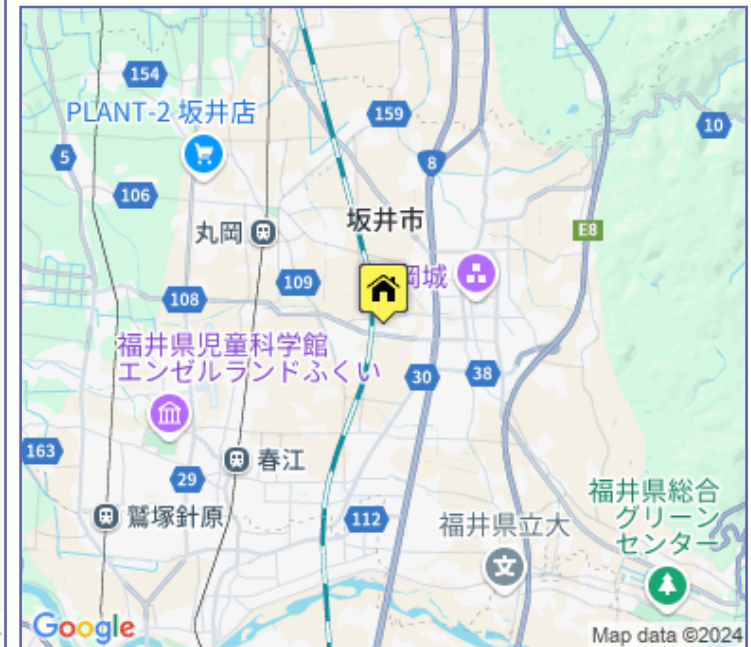 154
PLANT-2 坂井店
159
10
8
5
106
坂井市
丸岡
E8
岡城
109
108
福井県児童科学館
エンゼルランドふくい
30
38
163
春江
29
福井県総合
グリーン
センター
鷲塚針原
112
福井県立大
文
Google
Map data ©2024